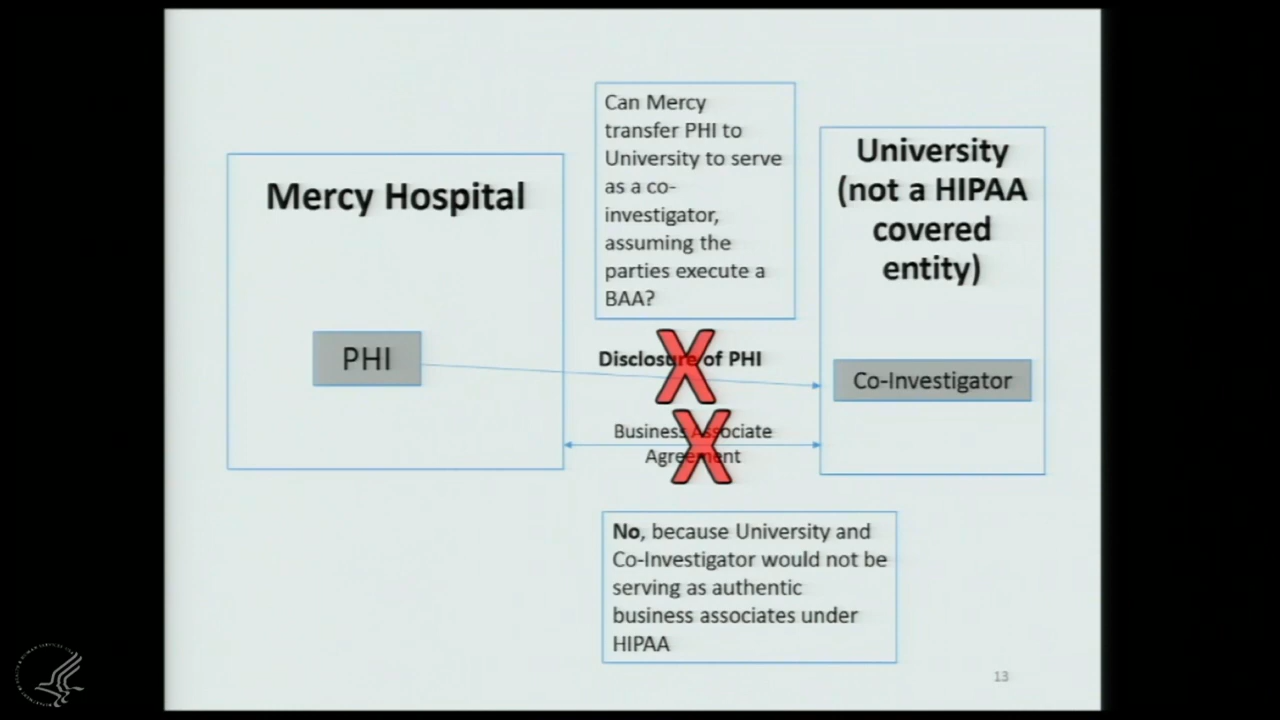 Can Mercy
transfer PHI to
University to serve
as a co-
investigator,
assuming the
parties execute a
BAA?
Mercy Hospital
University
(not a HIPAA
covered
entity)
PHI
Disclosure of PHI
Co-Investigator
Business Associate
Agreement
No, because University and
Co-Investigator would not be
serving as authentic
business associates under
HIPAA
13